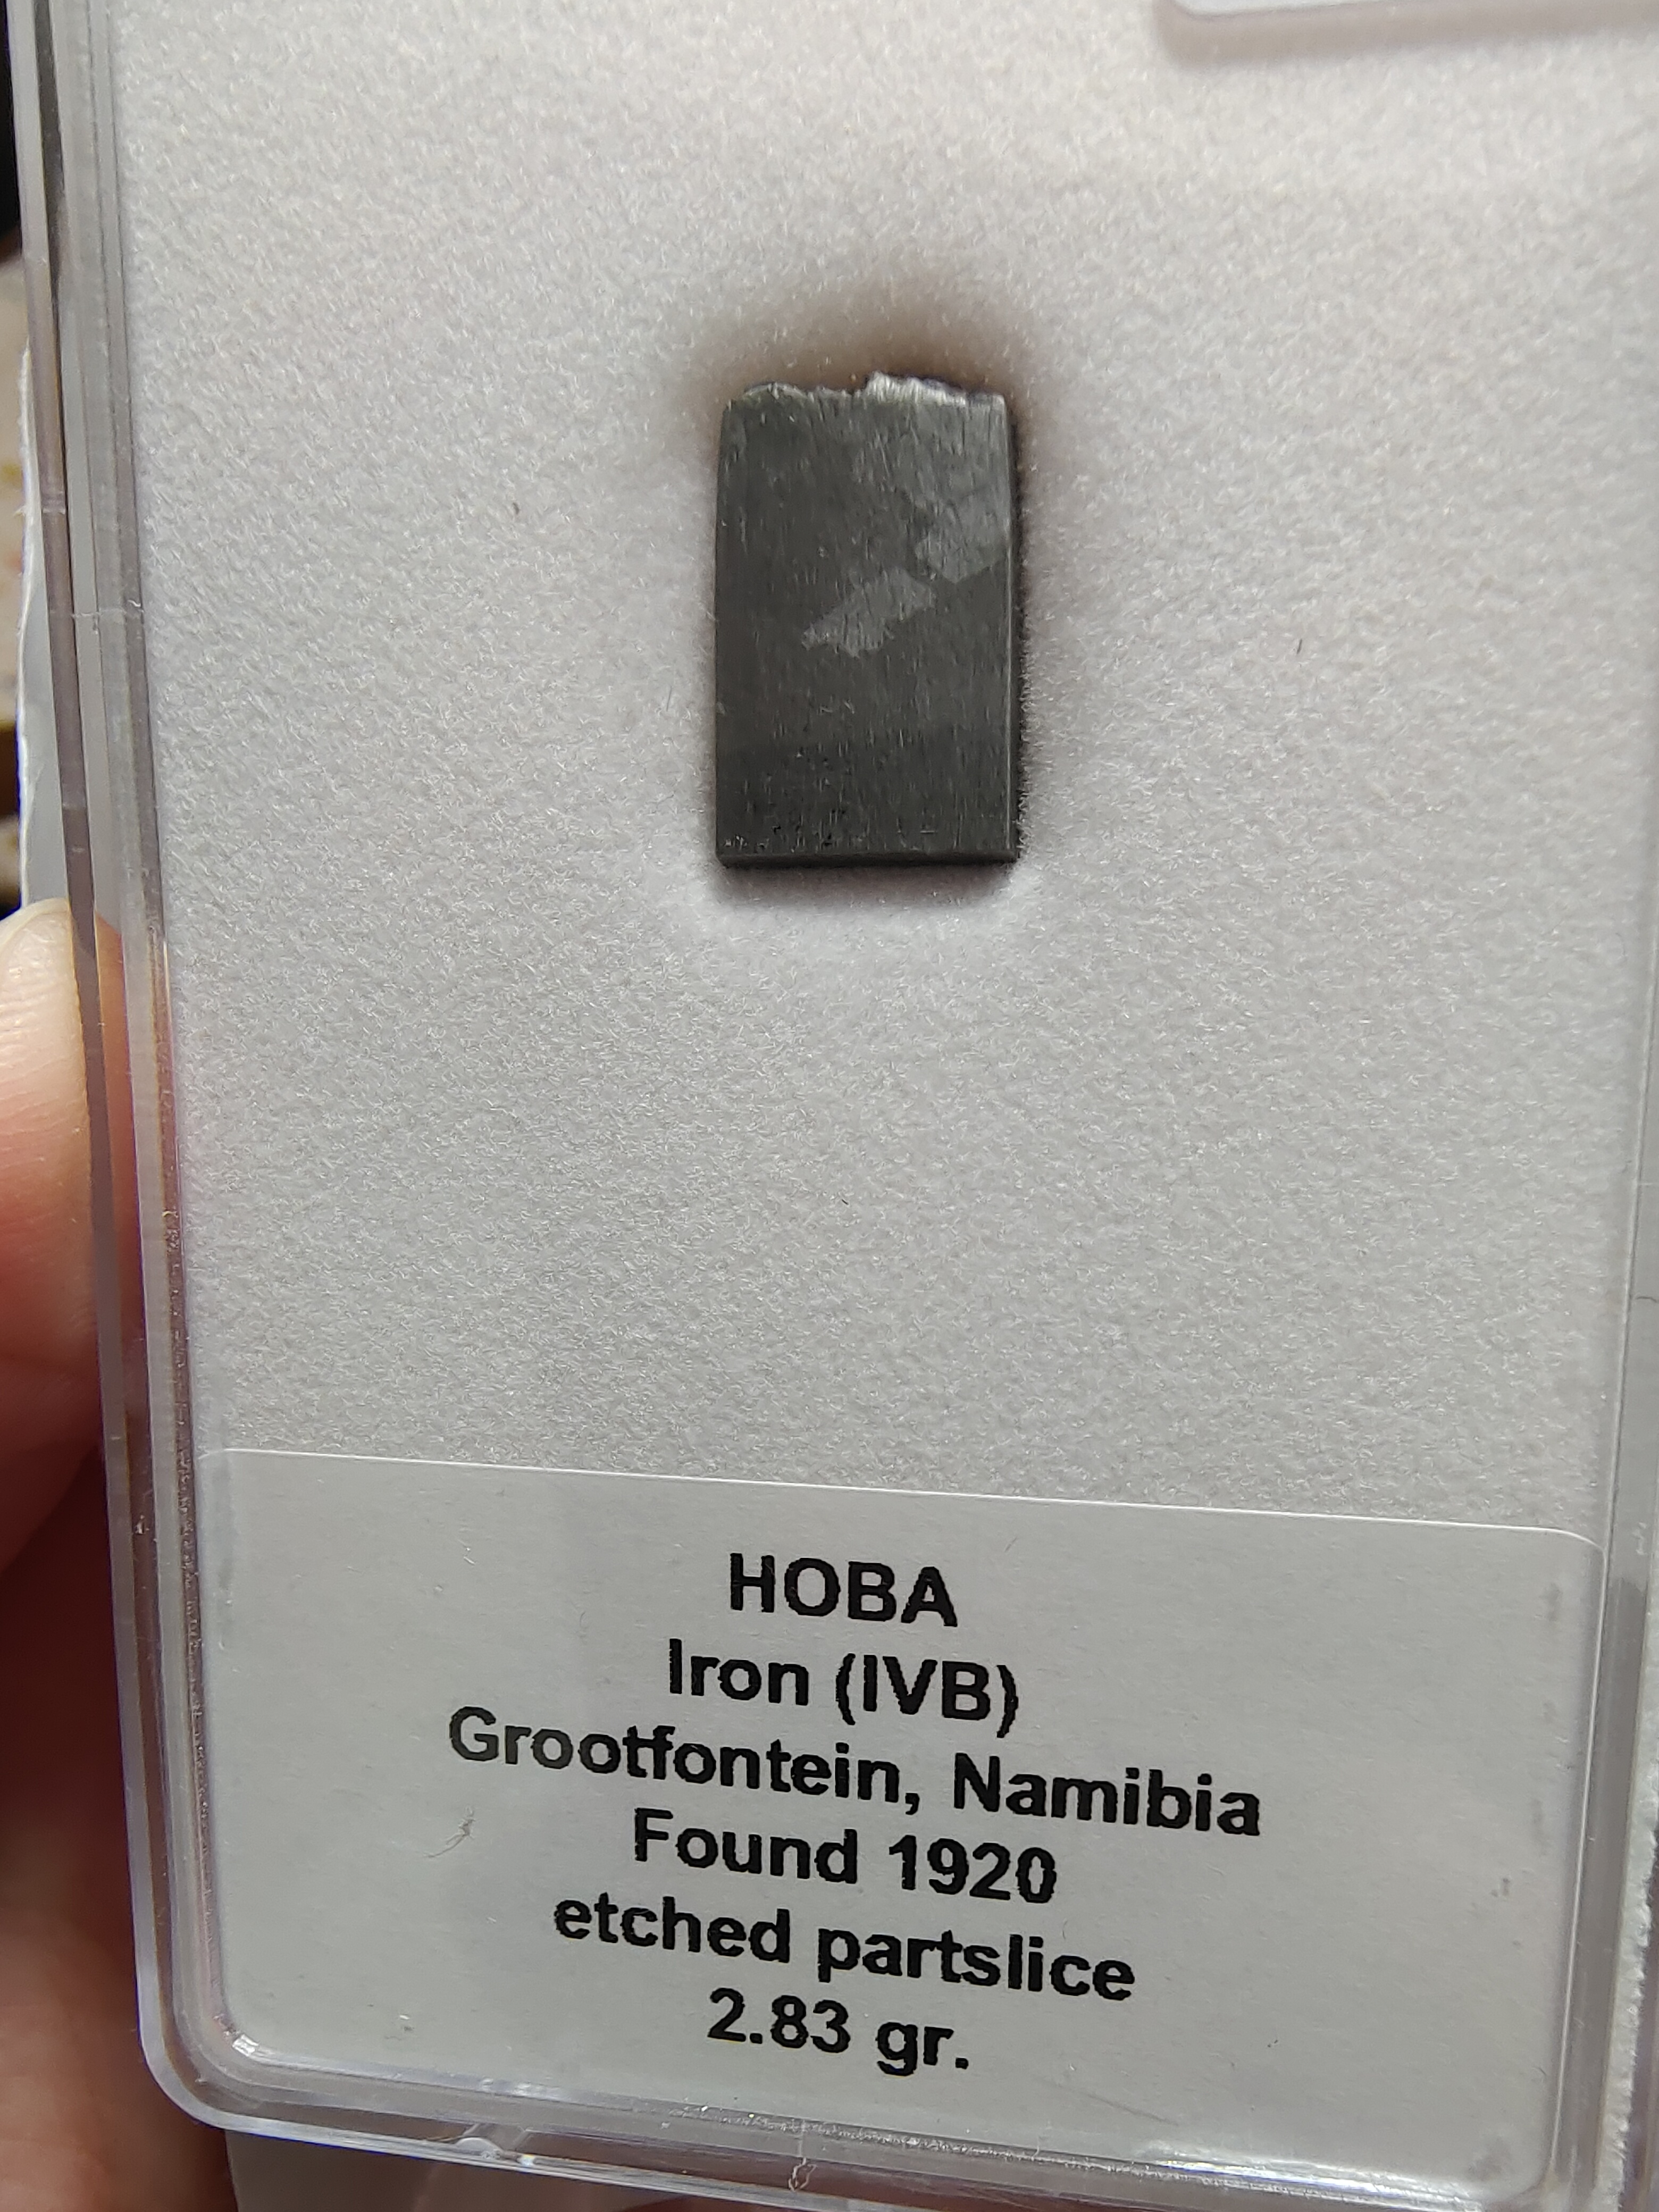 HOBA
Iron (IVB)
Grootfontein, Namibia
Found 1920
etched partslice
2.83 gr.